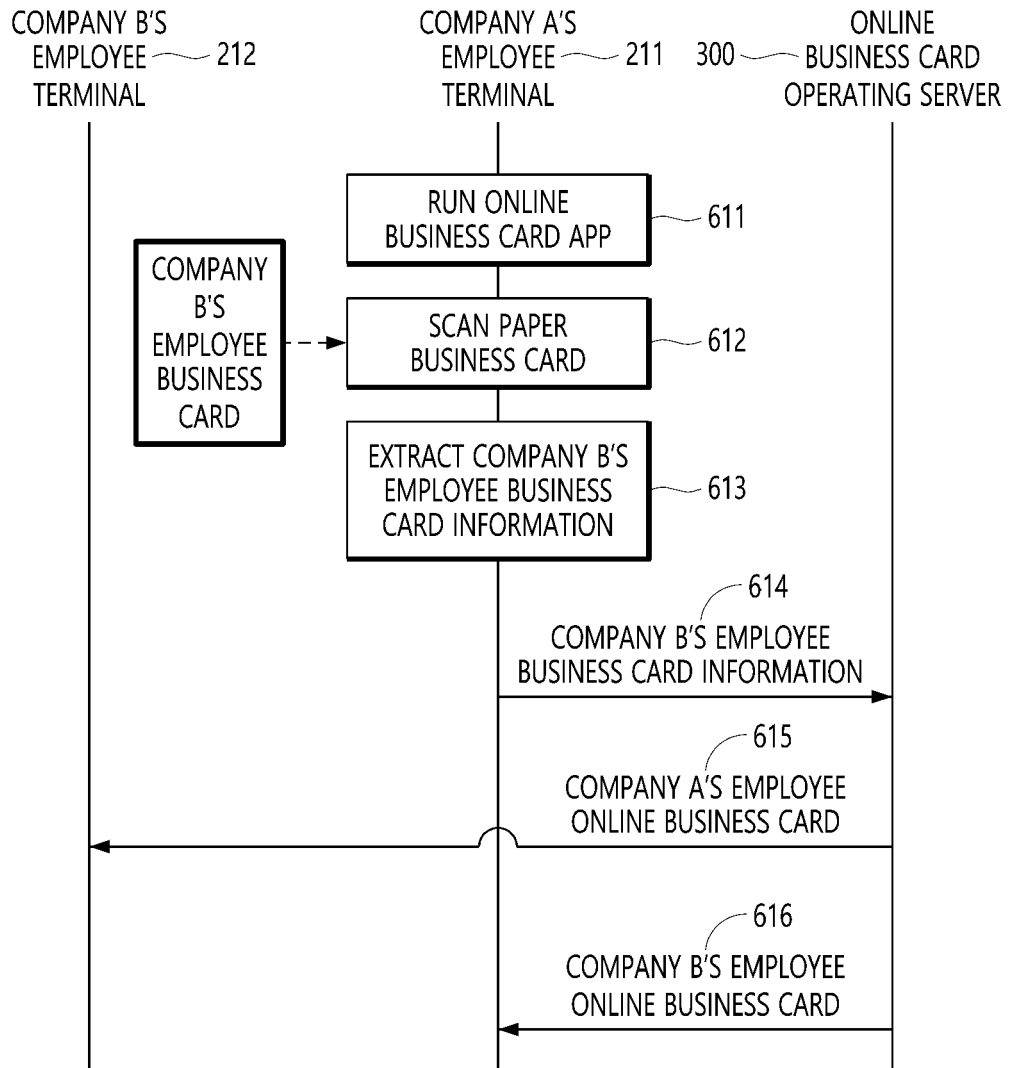 COMPANY B'S
EMPLOYEE
TERMINAL
212
COMPANY A'S
EMPLOYEE
TERMINAL
211
300
ONLINE
BUSINESS CARD
OPERATING SERVER
RUN ONLINE
BUSINESS CARD APP
611
COMPANY
B'S
EMPLOYEE
BUSINESS
CARD
SCAN PAPER
BUSINESS CARD
612
EXTRACT COMPANY B'S
EMPLOYEE BUSINESS
CARD INFORMATION
613
614
COMPANY B'S EMPLOYEE
BUSINESS CARD INFORMATION
615
COMPANY A'S EMPLOYEE
ONLINE BUSINESS CARD
616
COMPANY B'S EMPLOYEE
ONLINE BUSINESS CARD